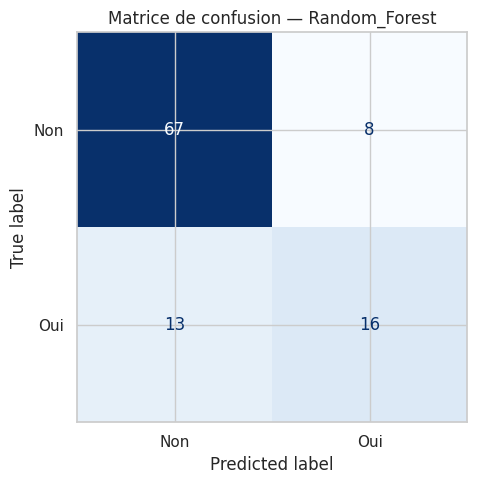 Matrice de confusion — Random_Forest
True label
Non
67
8
Oui
13
16
Non
Oui
Predicted label